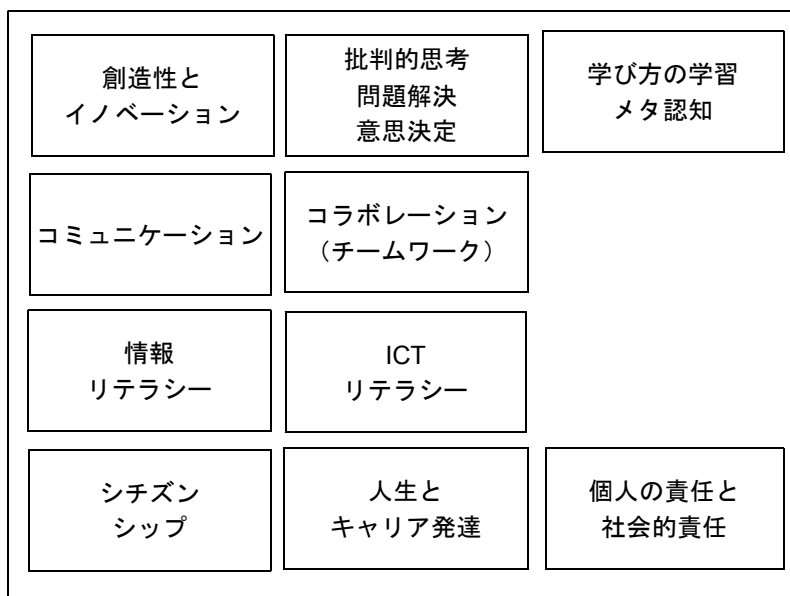 創造性と
イノベーション
批判的思考
問題解決
意思決定
学び方の学習
メタ認知
コミュニケーション
コラボレーション
（チームワーク）
情報
リテラシー
ICT
リテラシー
シチズン
シップ
人生と
キャリア発達
個人の責任と
社会的責任